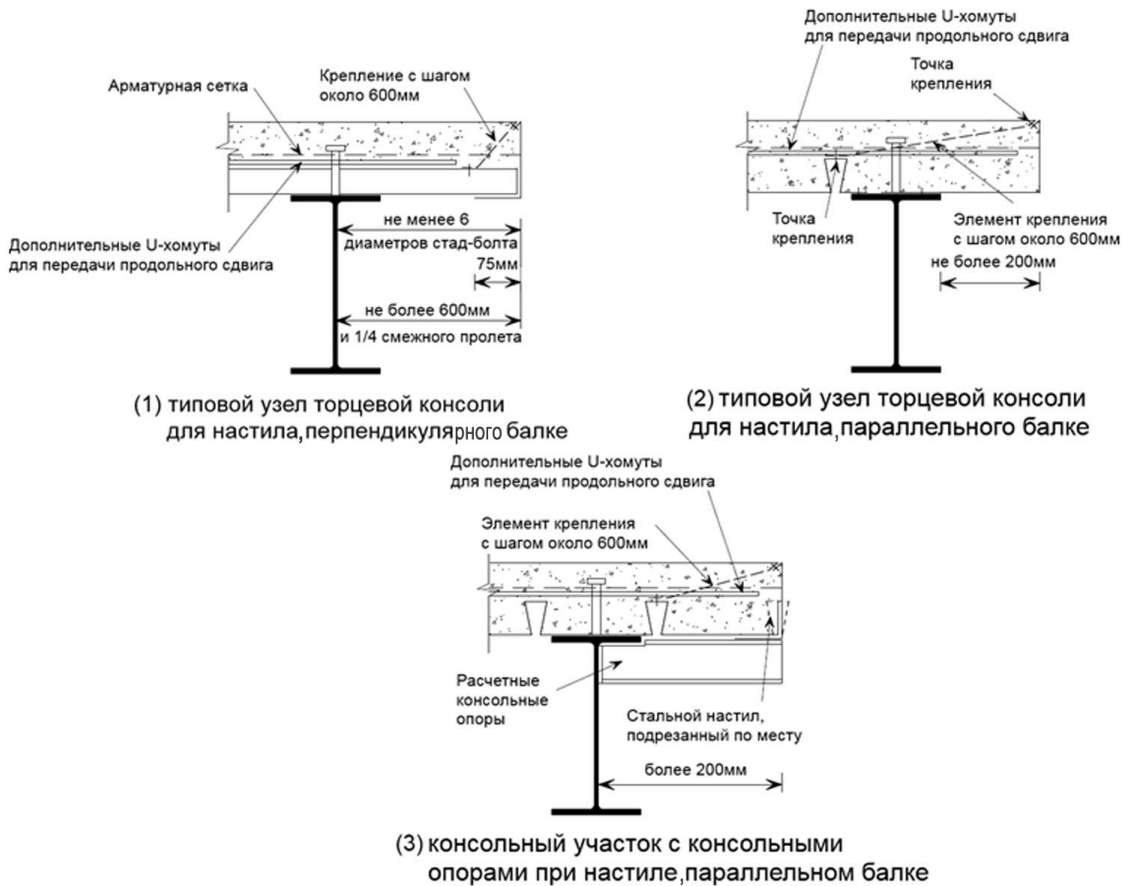 Арматурная сетка
Крепление с шагом
около 600мм
Дополнительные U-хомуты
для передачи продольного сдвига
не менее 6
диаметров стад-болта
75мм
не более 600мм
и 1/4 смежного пролета
(1) типовой узел торцевой консоли
для настила,перпендикулярного балке
Дополнительные U-хомуты
для передачи продольного сдвига
Точка
крепления
Точка
крепления
Элемент крепления
с шагом около 600мм
не более 200мм
(2) типовой узел торцевой консоли
для настила,параллельного балке
Дополнительные U-хомуты
для передачи продольного сдвига
Элемент крепления
с шагом около 600мм
Расчетные
консольные
опоры
Стальной настил,
подрезанный по месту
более 200мм
(3) консольный участок с консольными
опорами при настиле,параллельном балке